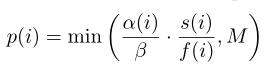 p(i) = min ( α(i)/β · s(i)/f(i), M )